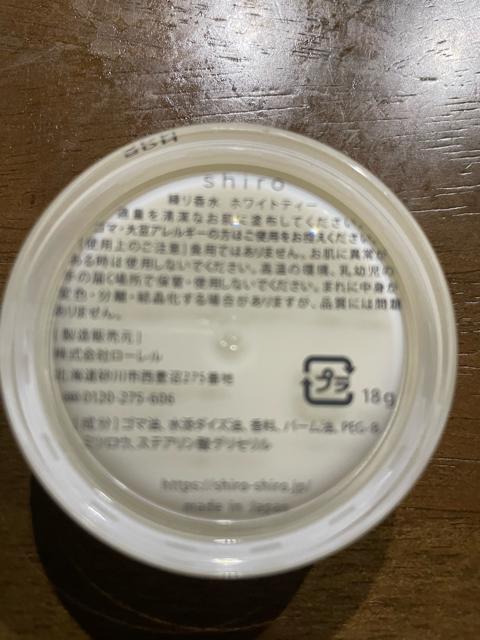 shiro
練り香水 ホワイトティー
適量を清潔なお肌に塗布してください。
ゴマ・大豆アレルギーの方はご使用をお控えください。
[使用上のご注意] 食用ではありません。お肌に異常が
ある時は使用しないでください。高温の環境、乳幼児の
手の届く場所で保管・使用しないでください。まれに中身が
変色・分離・結晶化する場合がありますが、品質には問題
ありません。
[製造販売元]
株式会社ローレル
北海道砂川市西豊沼275番地
0120-275-606
プラ
18g
[成分] ゴマ油、水添ダイズ油、香料、パーム油、PEG-8、
ミツロウ、ステアリン酸グリセリル
https://shiro-shiro.jp/
made in Japan